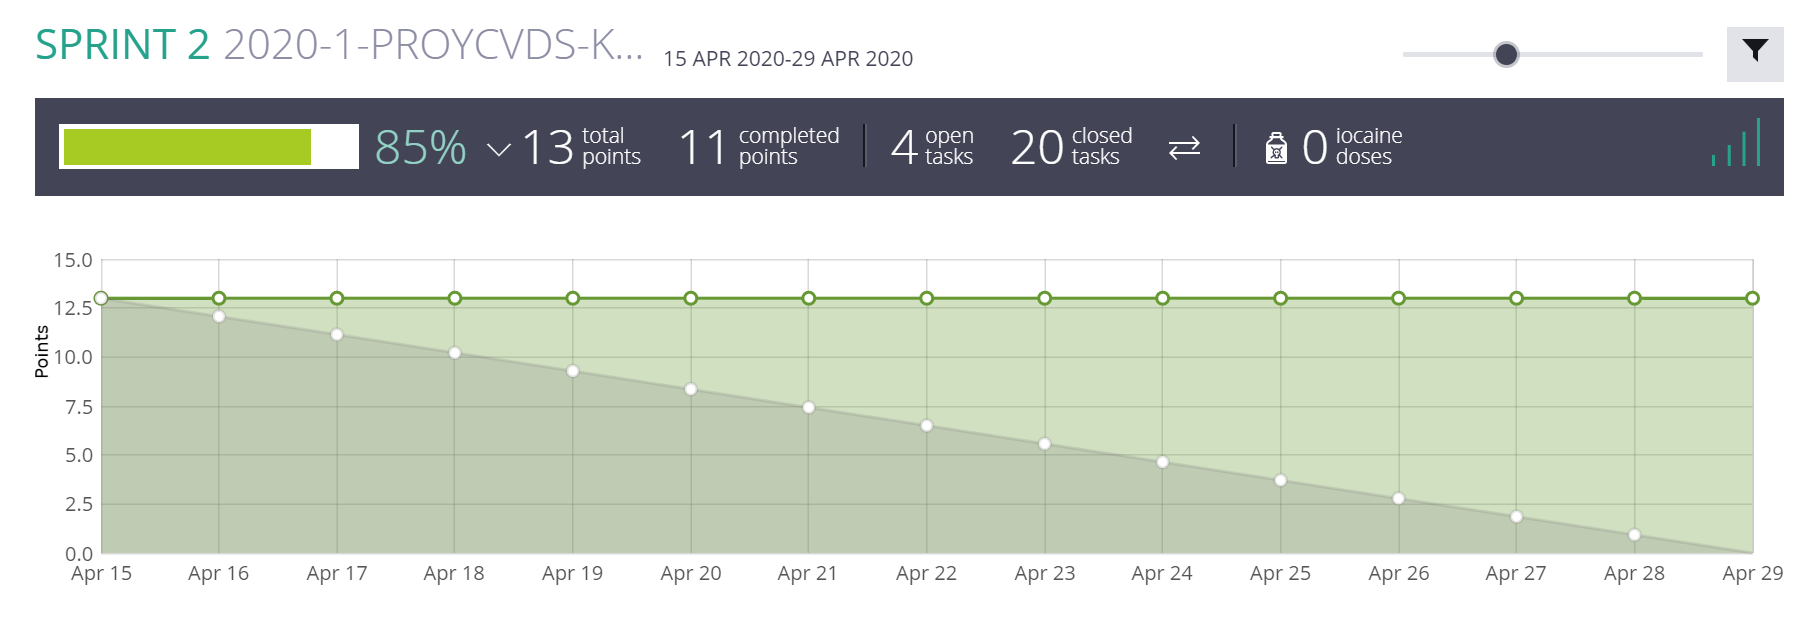 SPRINT 2 2020-1-PROYCVDS-K... 15 APR 2020-29 APR 2020
85% 13 total points 11 completed points 4 open tasks 20 closed tasks 0 iocaine doses
15.0
12.5
10.0
7.5
5.0
2.5
0.0
Points
Apr 15 Apr 16 Apr 17 Apr 18 Apr 19 Apr 20 Apr 21 Apr 22 Apr 23 Apr 24 Apr 25 Apr 26 Apr 27 Apr 28 Apr 29